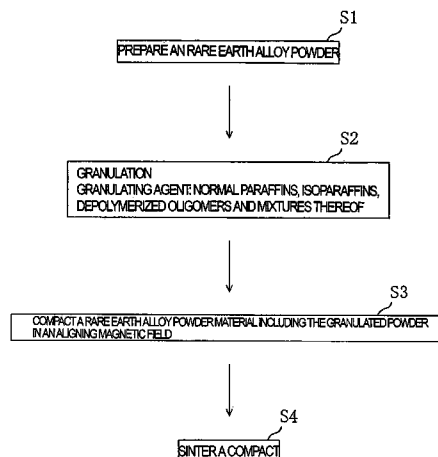 S1
PREPARE AN RARE EARTH ALLOY POWDER
S2
GRANULATION
GRANULATING AGENT: NORMAL PARAFFINS, ISOPARAFFINS,
DEPOLYMERIZED OLIGOMERS AND MIXTURES THEREOF
S3
COMPACT A RARE EARTH ALLOY POWDER MATERIAL INCLUDING THE GRANULATED POWDER
IN AN ALIGNING MAGNETIC FIELD
S4
SINTER A COMPACT